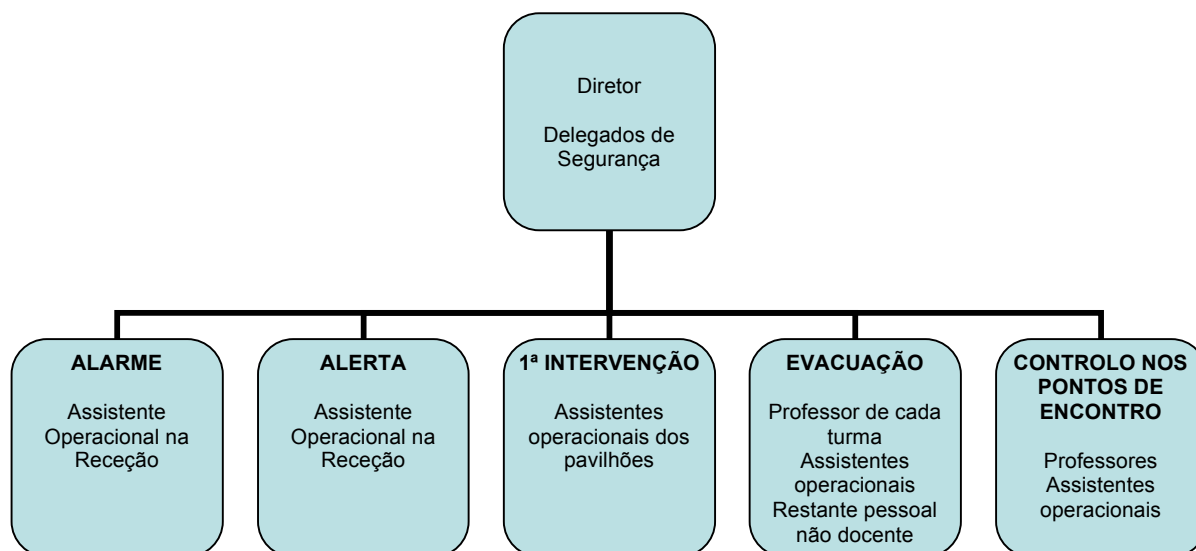 Diretor
Delegados de
Segurança
ALARME
Assistente
Operacional na
Receção
ALERTA
Assistente
Operacional na
Receção
1ª INTERVENÇÃO
Assistentes
operacionais dos
pavilhões
EVACUAÇÃO
Professor de cada
turma
Assistentes
operacionais
Restante pessoal
não docente
CONTROLO NOS
PONTOS DE
ENCONTRO
Professores
Assistentes
operacionais